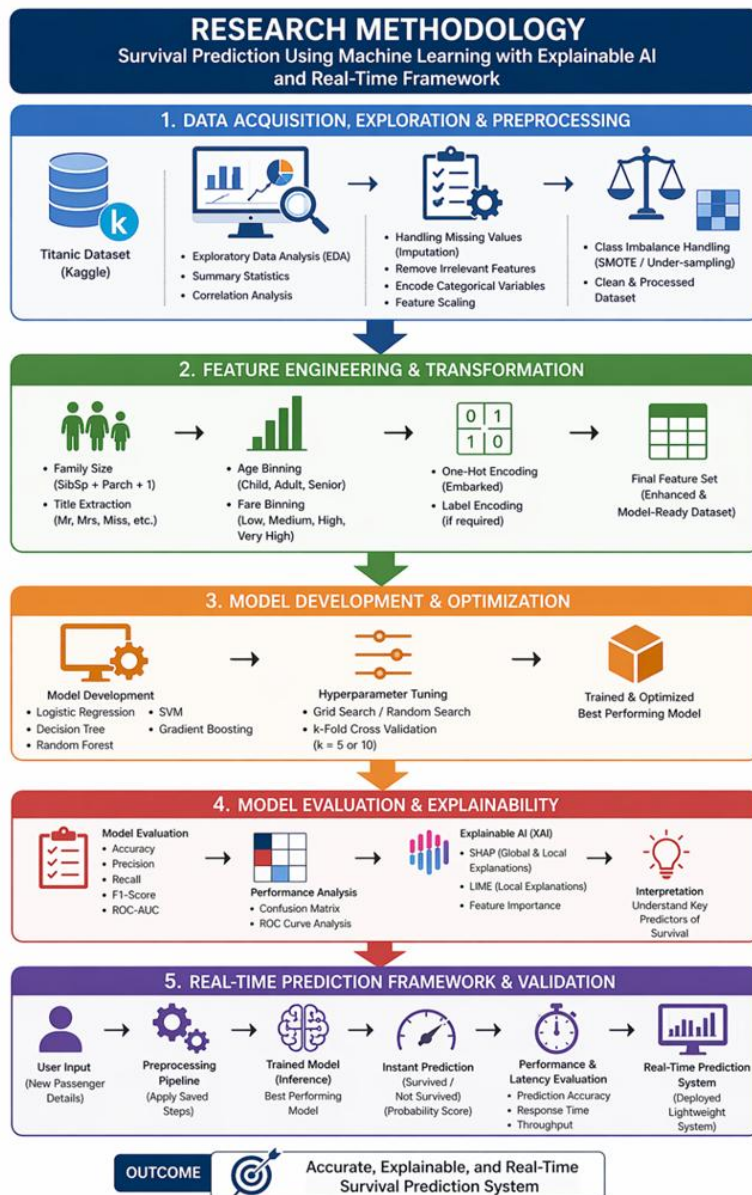 RESEARCH METHODOLOGY
Survival Prediction Using Machine Learning with Explainable AI
and Real-Time Framework
1. DATA ACQUISITION, EXPLORATION & PREPROCESSING
k
Titanic Dataset
(Kaggle)
• Exploratory Data Analysis (EDA)
• Summary Statistics
• Correlation Analysis
• Handling Missing Values
(Imputation)
• Remove Irrelevant Features
• Encode Categorical Variables
• Feature Scaling
• Class Imbalance Handling
(SMOTE / Under-sampling)
• Clean & Processed
Dataset
2. FEATURE ENGINEERING & TRANSFORMATION
• Family Size
(SibSp + Parch + 1)
• Title Extraction
(Mr, Mrs, Miss, etc.)
• Age Binning
(Child, Adult, Senior)
• Fare Binning
(Low, Medium, High,
Very High)
0 1
1 0
• One-Hot Encoding
(Embarked)
• Label Encoding
(if required)
Final Feature Set
(Enhanced &
Model-Ready Dataset)
3. MODEL DEVELOPMENT & OPTIMIZATION
Model Development
• Logistic Regression
• Decision Tree
• Random Forest
• SVM
• Gradient Boosting
Hyperparameter Tuning
• Grid Search / Random Search
• k-Fold Cross Validation
(k = 5 or 10)
Trained & Optimized
Best Performing Model
4. MODEL EVALUATION & EXPLAINABILITY
Model Evaluation
• Accuracy
• Precision
• Recall
• F1-Score
• ROC-AUC
Performance Analysis
• Confusion Matrix
• ROC Curve Analysis
Explainable AI (XAI)
• SHAP (Global & Local
Explanations)
• LIME (Local Explanations)
• Feature Importance
Interpretation
Understand Key
Predictors of
Survival
5. REAL-TIME PREDICTION FRAMEWORK & VALIDATION
User Input
(New Passenger
Details)
Preprocessing
Pipeline
(Apply Saved
Steps)
Trained Model
(Inference)
Best Performing
Model
Instant Prediction
(Survived /
Not Survived)
(Probability Score)
Performance &
Latency Evaluation
• Prediction Accuracy
• Response Time
• Throughput
Real-Time Prediction
System
(Deployed
Lightweight
System)
OUTCOME
Accurate, Explainable, and Real-Time
Survival Prediction System